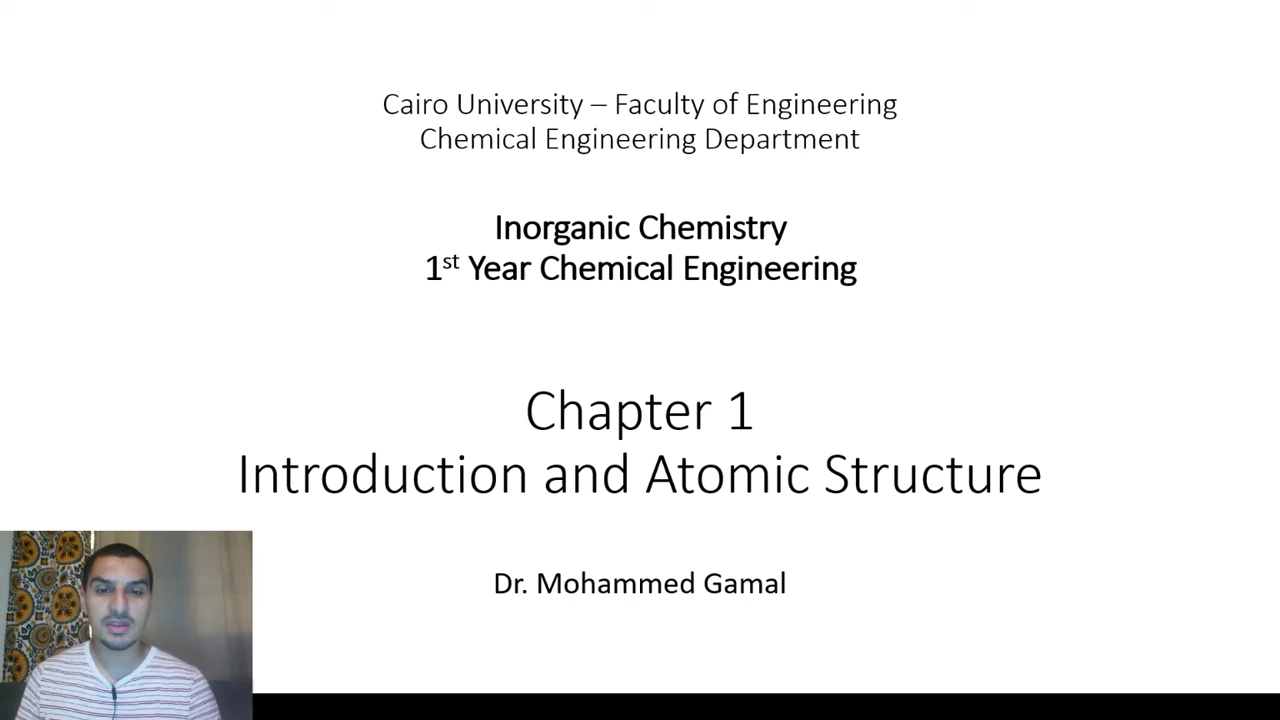 Cairo University – Faculty of Engineering
Chemical Engineering Department
Inorganic Chemistry
1st Year Chemical Engineering
Chapter 1
Introduction and Atomic Structure
Dr. Mohammed Gamal